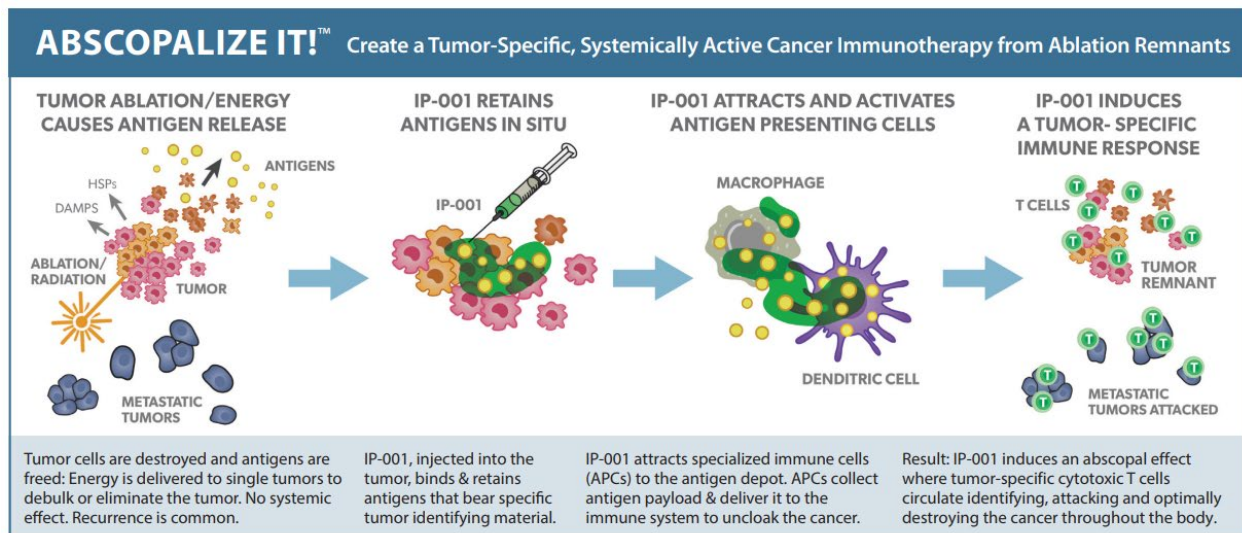 ABSCOPALIZE IT!™ Create a Tumor-Specific, Systemically Active Cancer Immunotherapy from Ablation Remnants
TUMOR ABLATION/ENERGY
CAUSES ANTIGEN RELEASE
ANTIGENS
HSPs
DAMPS
ABLATION/
RADIATION
TUMOR
METASTATIC
TUMORS
IP-001 RETAINS
ANTIGENS IN SITU
IP-001
IP-001 ATTRACTS AND ACTIVATES
ANTIGEN PRESENTING CELLS
MACROPHAGE
DENDITRIC CELL
IP-001 INDUCES
A TUMOR- SPECIFIC
IMMUNE RESPONSE
T CELLS
T
T
T
T
T
T
TUMOR
REMNANT
T
T
T
T
T
T
T
METASTATIC
TUMORS ATTACKED
Tumor cells are destroyed and antigens are
freed: Energy is delivered to single tumors to
debulk or eliminate the tumor. No systemic
effect. Recurrence is common.
IP-001, injected into the
tumor, binds & retains
antigens that bear specific
tumor identifying material.
IP-001 attracts specialized immune cells
(APCs) to the antigen depot. APCs collect
antigen payload & deliver it to the
immune system to uncloak the cancer.
Result: IP-001 induces an abscopal effect
where tumor-specific cytotoxic T cells
circulate identifying, attacking and optimally
destroying the cancer throughout the body.